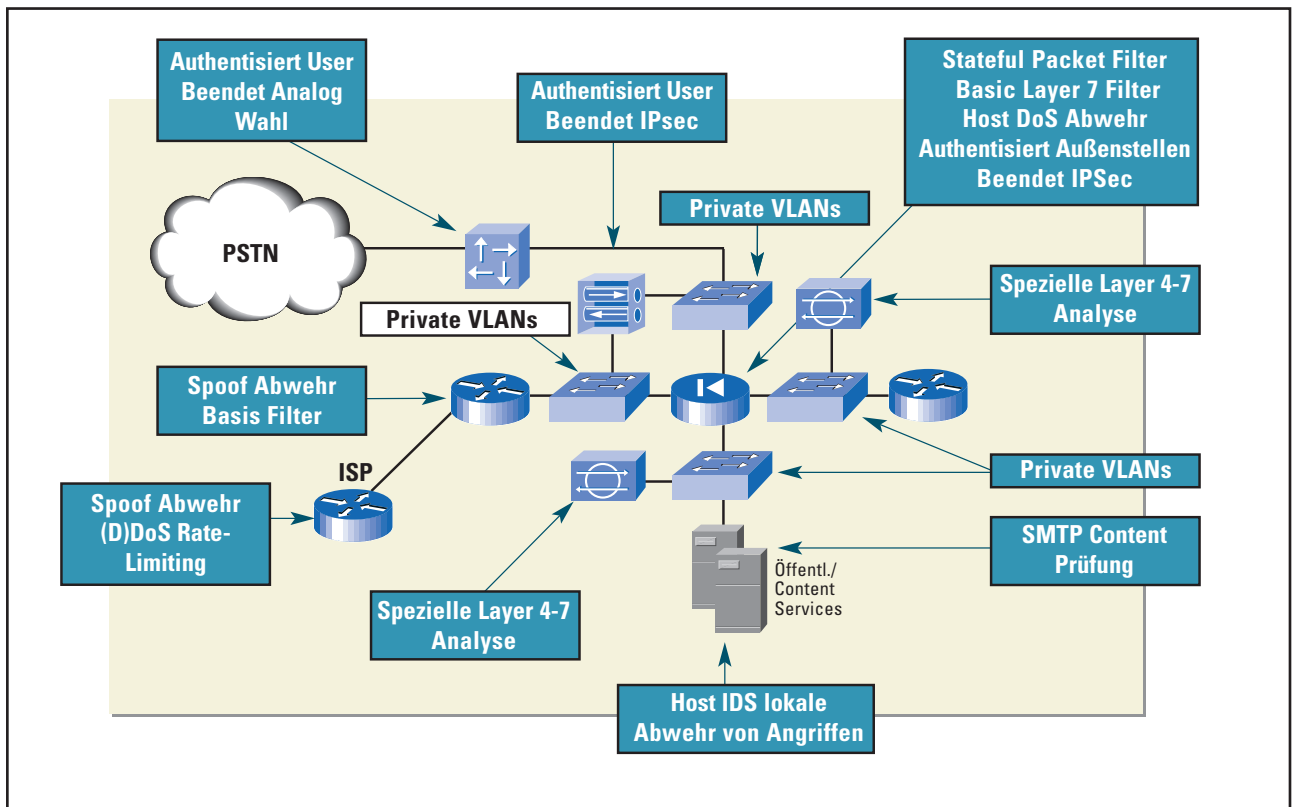 Authentisiert User
Beendet Analog
Wahl
Authentisiert User
Beendet IPsec
Stateful Packet Filter
Basic Layer 7 Filter
Host DoS Abwehr
Authentisiert Außenstellen
Beendet IPSec
Private VLANs
PSTN
Spezielle Layer 4-7
Analyse
Private VLANs
Spoof Abwehr
Basis Filter
ISP
Private VLANs
Spoof Abwehr
(D)DoS Rate-
Limiting
SMTP Content
Prüfung
Öffentl./
Content
Services
Spezielle Layer 4-7
Analyse
Host IDS lokale
Abwehr von Angriffen